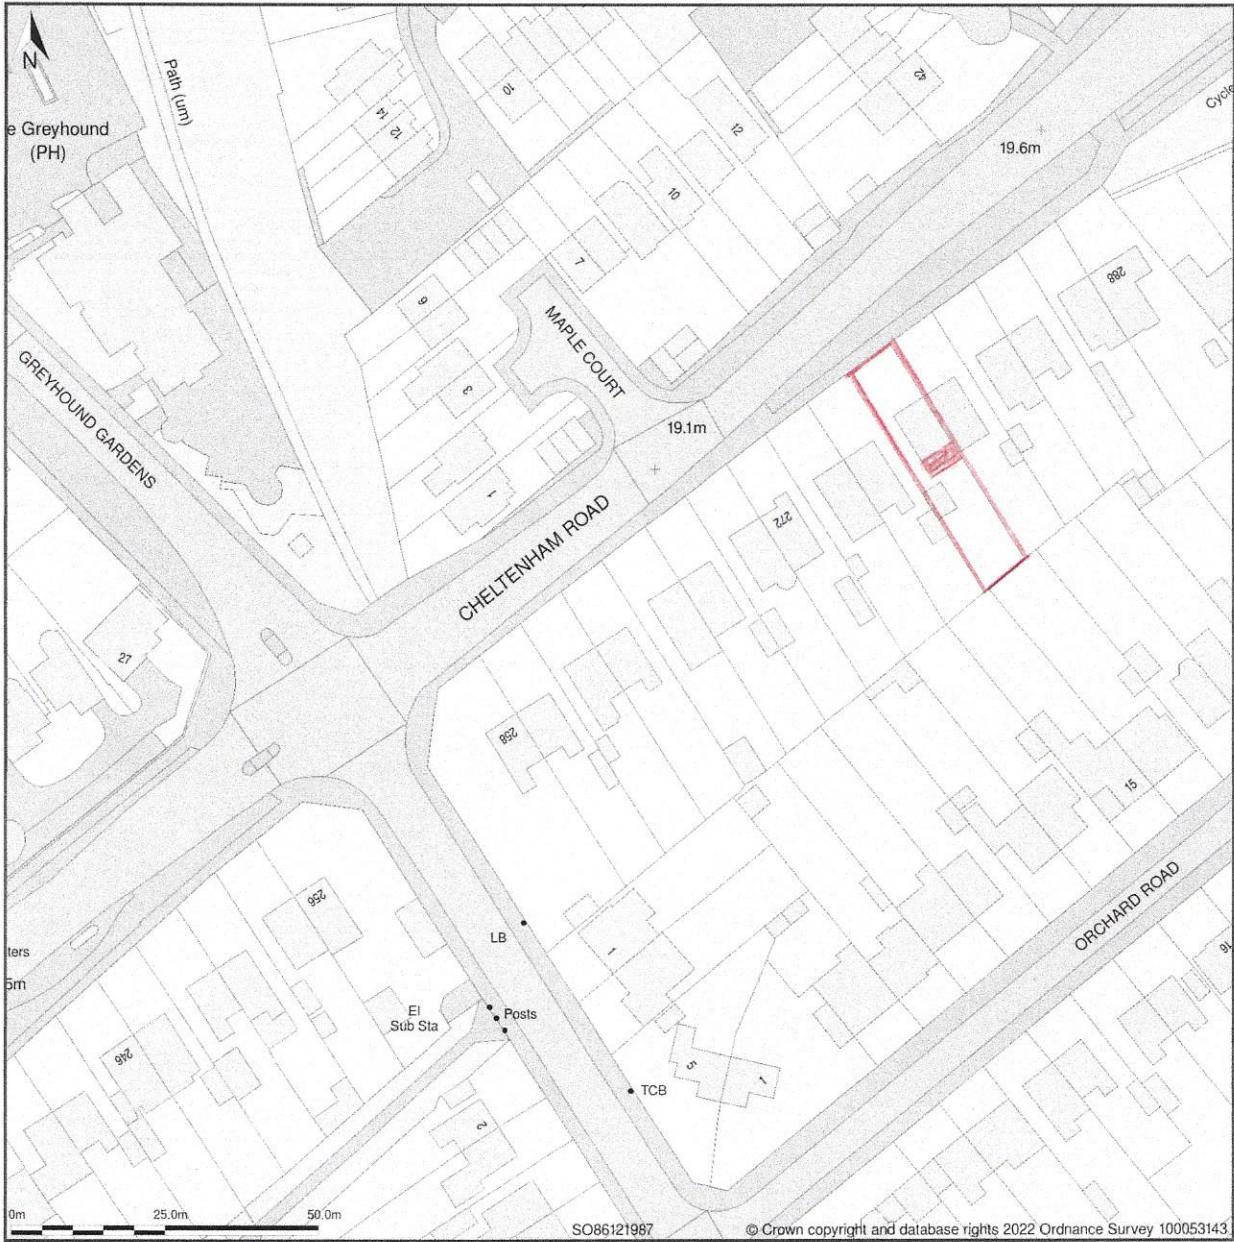 N
Path (um)
e Greyhound
(PH)
14
12
10
12
42
Cycle
19.6m
10
7
9
3
1
MAPLE COURT
288
GREYHOUND GARDENS
19.1m
CHELTENHAM ROAD
272
27
258
15
256
LB
ORCHARD ROAD
1
16
ters
5m
El
Sub Sta
Posts
246
5
1
TCB
2
0m
25.0m
50.0m
SO86121987
© Crown copyright and database rights 2022 Ordnance Survey 100053143